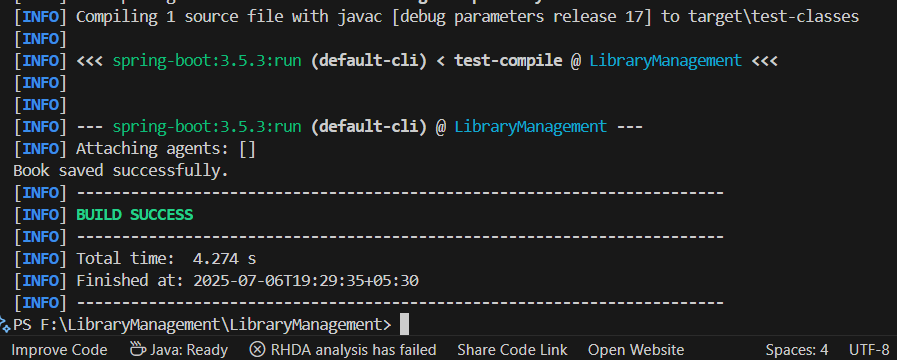 [INFO] Compiling 1 source file with javac [debug parameters release 17] to target\test-classes
[INFO]
[INFO] <<< spring-boot:3.5.3:run (default-cli) < test-compile @ LibraryManagement <<<
[INFO]
[INFO]
[INFO] --- spring-boot:3.5.3:run (default-cli) @ LibraryManagement ---
[INFO] Attaching agents: []
Book saved successfully.
[INFO] ------------------------------------------------------------------------
[INFO] BUILD SUCCESS
[INFO] ------------------------------------------------------------------------
[INFO] Total time:  4.274 s
[INFO] Finished at: 2025-07-06T19:29:35+05:30
[INFO] ------------------------------------------------------------------------
PS F:\LibraryManagement\LibraryManagement>
Improve Code Java: Ready RHDA analysis has failed Share Code Link Open Website Spaces: 4 UTF-8